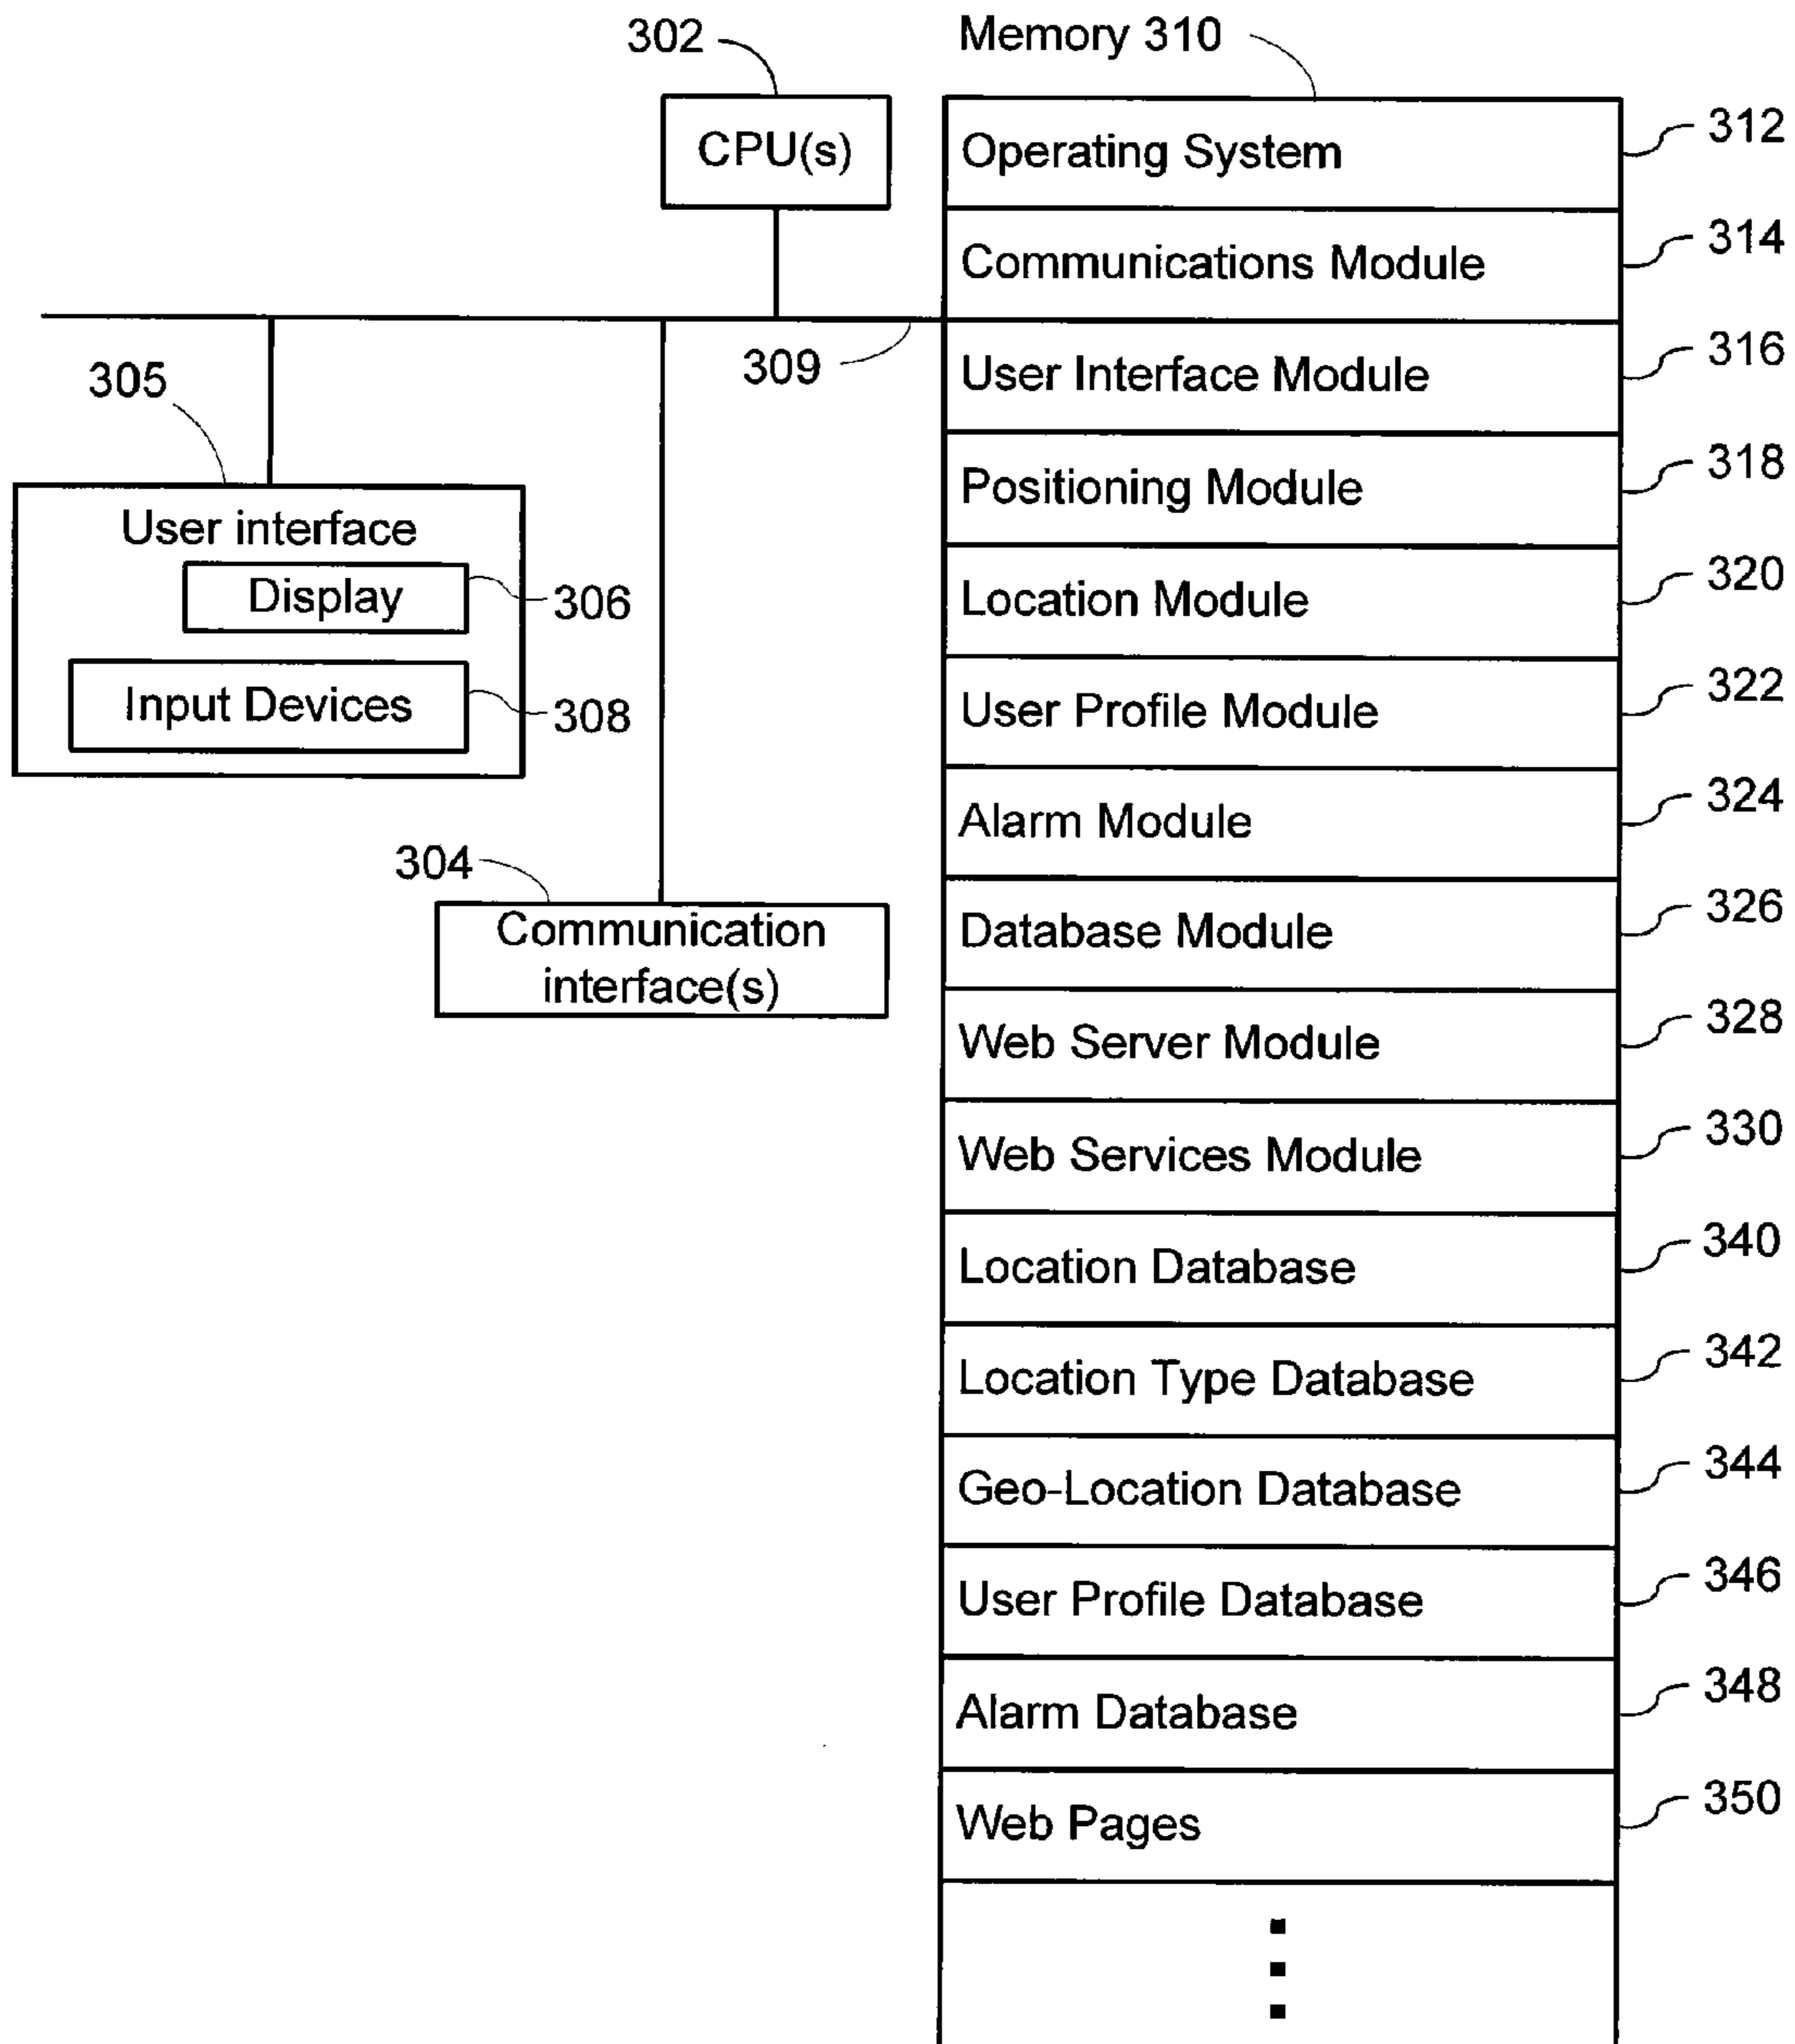 302
Memory 310
CPU(s)
Operating System
312
Communications Module
314
309
User Interface Module
316
305
Positioning Module
318
User interface
Display
306
Location Module
320
Input Devices
308
User Profile Module
322
Alarm Module
324
304
Communication
interface(s)
Database Module
326
Web Server Module
328
Web Services Module
330
Location Database
340
Location Type Database
342
Geo-Location Database
344
User Profile Database
346
Alarm Database
348
Web Pages
350